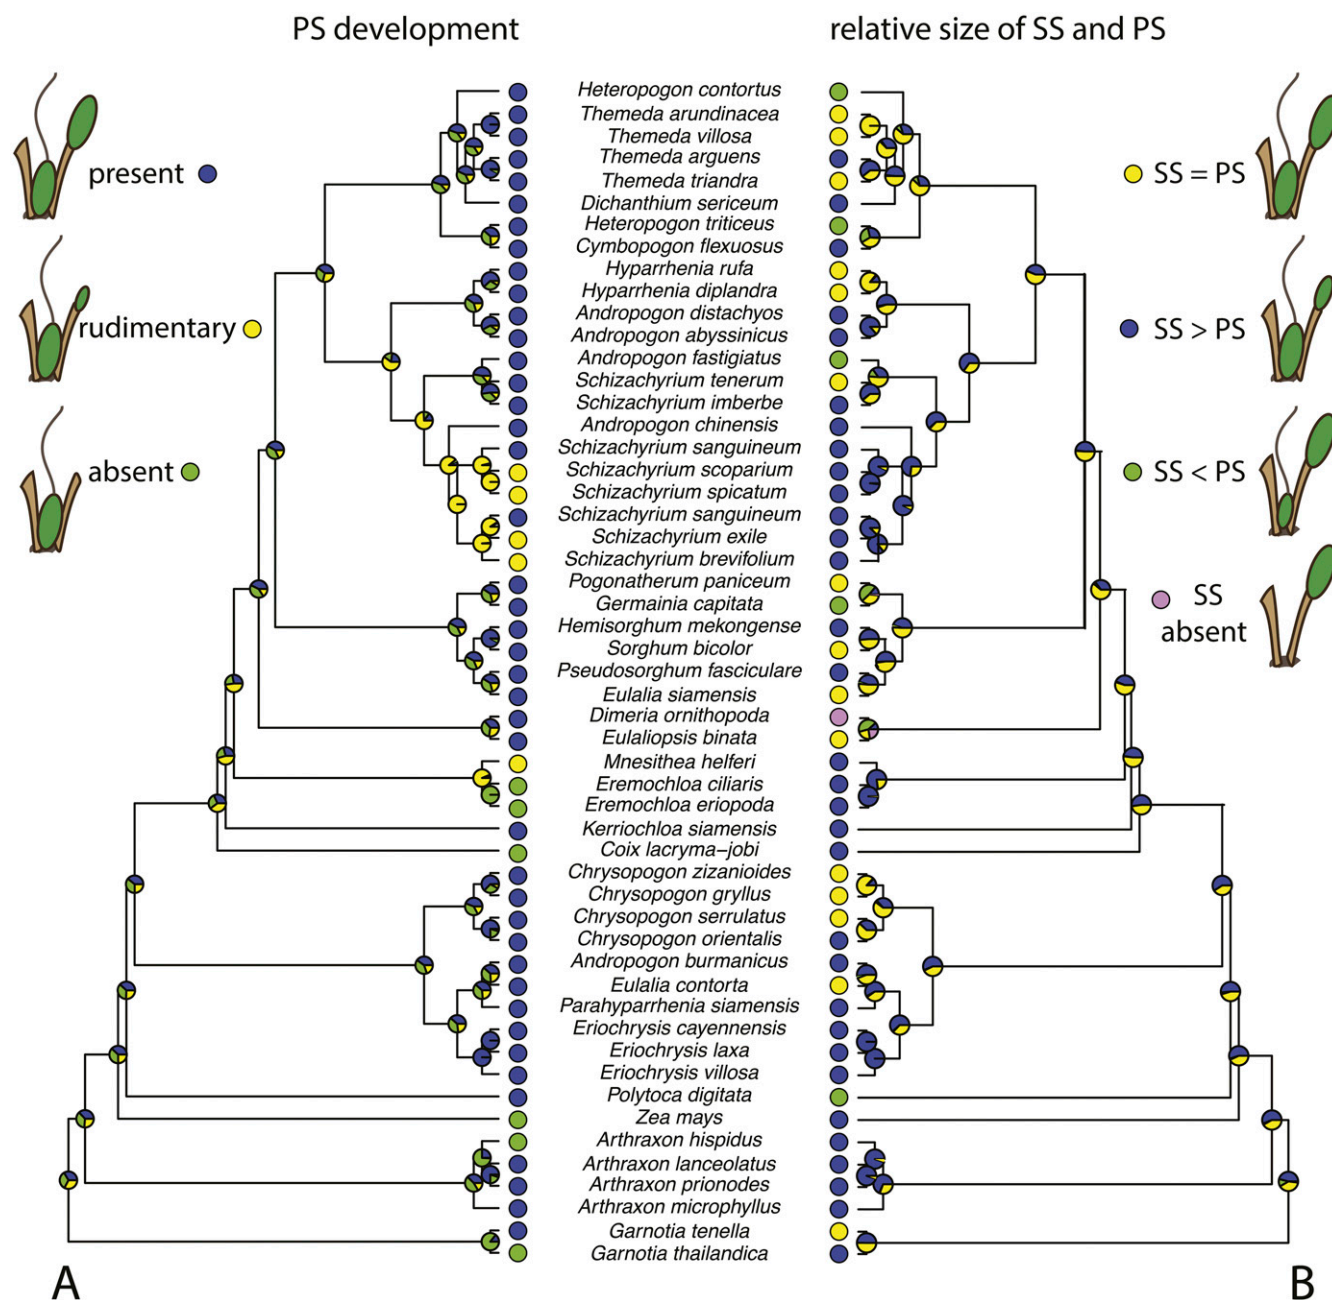 PS development
relative size of SS and PS
present
rudimentary
absent
Heteropogon contortus
Themeda arundinacea
Themeda villosa
Themeda arguens
Themeda triandra
Dichanthium sericeum
Heteropogon triticeus
Cymbopogon flexuosus
Hyparrhenia rufa
Hyparrhenia diplandra
Andropogon distachyos
Andropogon abyssinicus
Andropogon fastigiatus
Schizachyrium tenerum
Schizachyrium imberbe
Andropogon chinensis
Schizachyrium sanguineum
Schizachyrium scoparium
Schizachyrium spicatum
Schizachyrium sanguineum
Schizachyrium exile
Schizachyrium brevifolium
Pogonatherum paniceum
Germainia capitata
Hemisorghum mekongense
Sorghum bicolor
Pseudosorghum fasciculare
Eulalia siamensis
Dimeria ornithopoda
Eulaliopsis binata
Mnesithea helferi
Eremochloa ciliaris
Eremochloa eriopoda
Kerriochloa siamensis
Coix lacryma−jobi
Chrysopogon zizanioides
Chrysopogon gryllus
Chrysopogon serrulatus
Chrysopogon orientalis
Andropogon burmanicus
Eulalia contorta
Parahyparrhenia siamensis
Eriochrysis cayennensis
Eriochrysis laxa
Eriochrysis villosa
Polytoca digitata
Zea mays
Arthraxon hispidus
Arthraxon lanceolatus
Arthraxon prionodes
Arthraxon microphyllus
Garnotia tenella
Garnotia thailandica
SS = PS
SS > PS
SS < PS
SS
absent
A
B